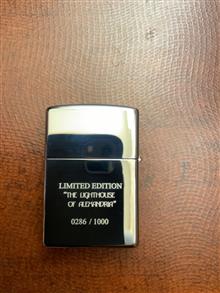 LIMITED EDITION
"THE LIGHTHOUSE
OF ALEXANDRIA"
0286 / 1000